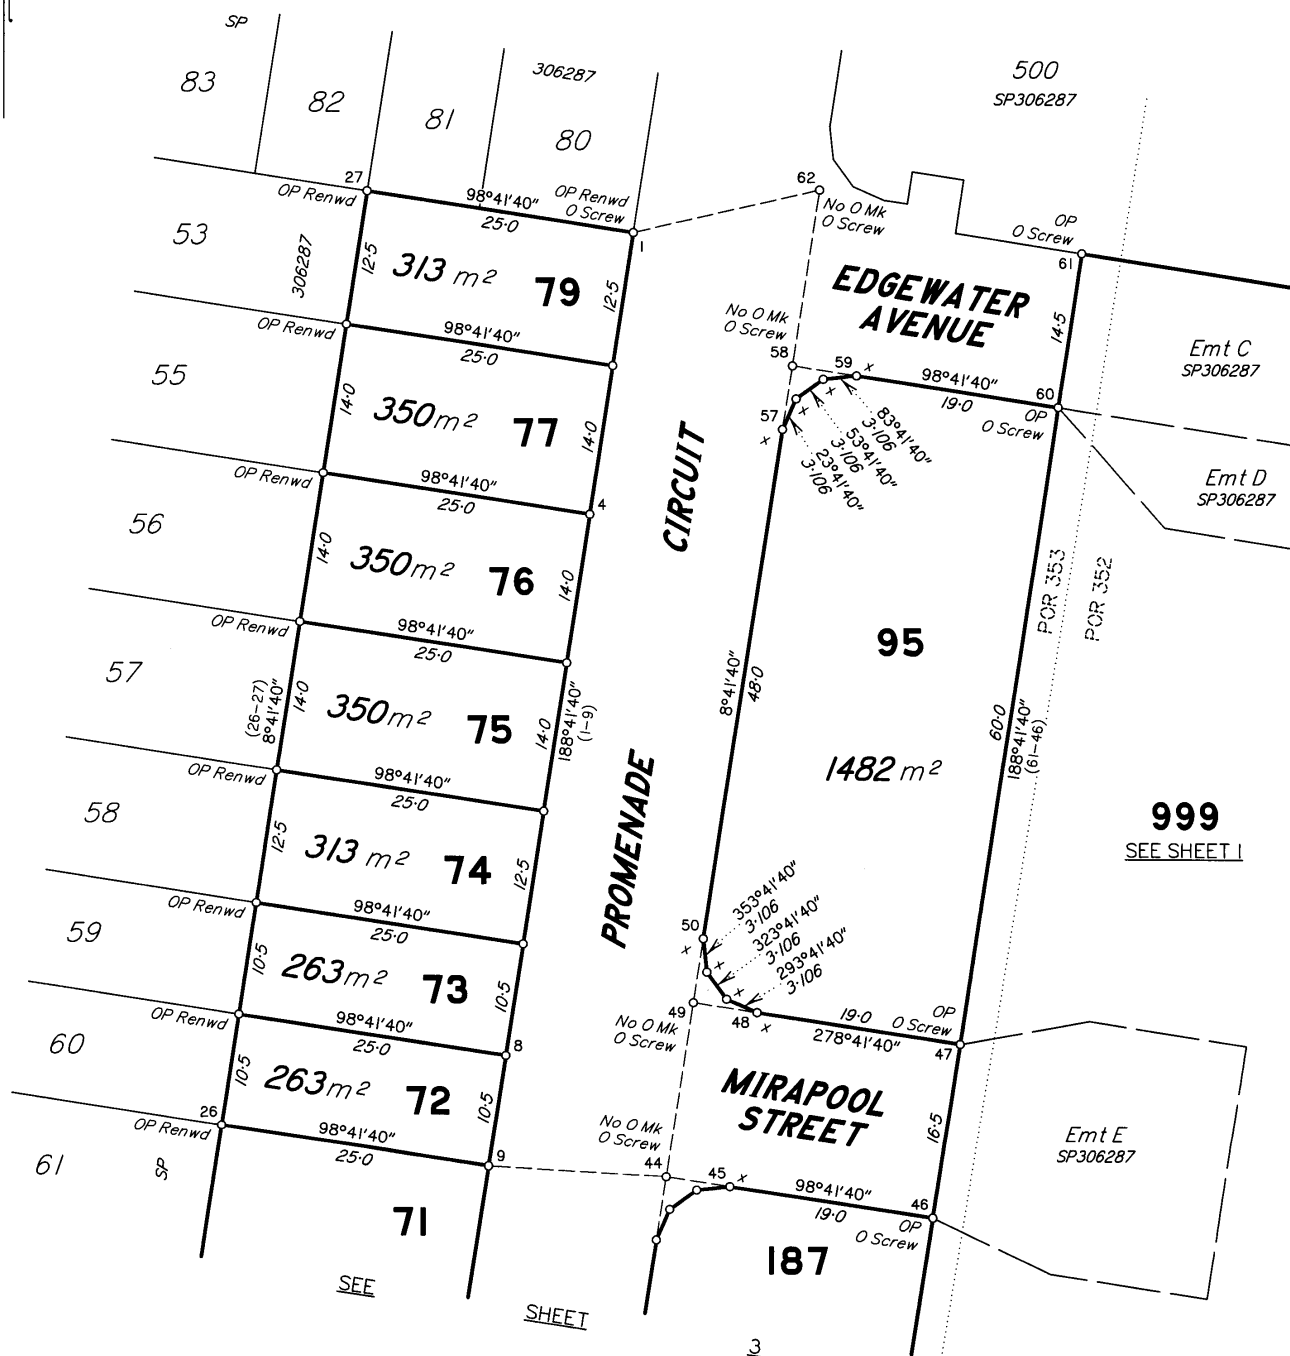 SP
83
82
81
306287
80
500
SP306287
27
OP Renwd
98°41'40"
25·0
OP Renwd
O Screw
1
62
No O Mk
O Screw
OP
O Screw
61
53
306287
12·5
313 m²
79
12·5
EDGEWATER
AVENUE
14·5
Emt C
SP306287
OP Renwd
98°41'40"
25·0
No O Mk
O Screw
58
59
x
98°41'40"
19·0
60
OP
O Screw
55
14·0
350m²
77
14·0
57
x
x
x
83°41'40"
3·106
53°41'40"
3·106
23°41'40"
3·106
Emt D
SP306287
OP Renwd
98°41'40"
25·0
4
CIRCUIT
56
14·0
350m²
76
14·0
POR 353
POR 352
OP Renwd
98°41'40"
25·0
95
57
(26-27)
8°41'40"
14·0
350m²
75
14·0
188°41'40"
(1-9)
8°41'40"
48·0
60·0
188°41'40"
(61-46)
1482 m²
OP Renwd
98°41'40"
25·0
PROMENADE
999
SEE SHEET 1
58
12·5
313 m²
74
12·5
OP Renwd
98°41'40"
25·0
50
x
x
x
353°41'40"
3·106
323°41'40"
3·106
293°41'40"
3·106
59
10·5
263m²
73
10·5
OP Renwd
98°41'40"
25·0
8
49
No O Mk
O Screw
48
x
19·0
278°41'40"
OP
O Screw
47
60
10·5
263m²
72
10·5
MIRAPOOL
STREET
16·5
Emt E
SP306287
26
OP Renwd
98°41'40"
25·0
9
No O Mk
O Screw
44
45
x
98°41'40"
19·0
46
OP
O Screw
61
SP
71
187
SEE
SHEET
3